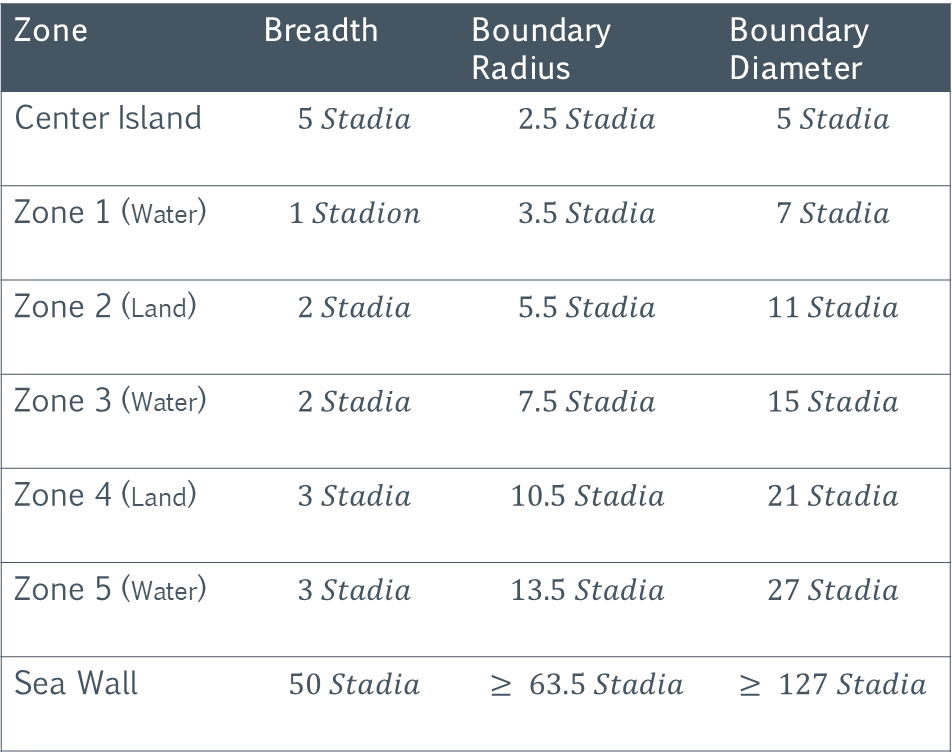 Zone Breadth Boundary Radius Boundary Diameter
Center Island 5 Stadia 2.5 Stadia 5 Stadia
Zone 1 (Water) 1 Stadion 3.5 Stadia 7 Stadia
Zone 2 (Land) 2 Stadia 5.5 Stadia 11 Stadia
Zone 3 (Water) 2 Stadia 7.5 Stadia 15 Stadia
Zone 4 (Land) 3 Stadia 10.5 Stadia 21 Stadia
Zone 5 (Water) 3 Stadia 13.5 Stadia 27 Stadia
Sea Wall 50 Stadia ≥ 63.5 Stadia ≥ 127 Stadia